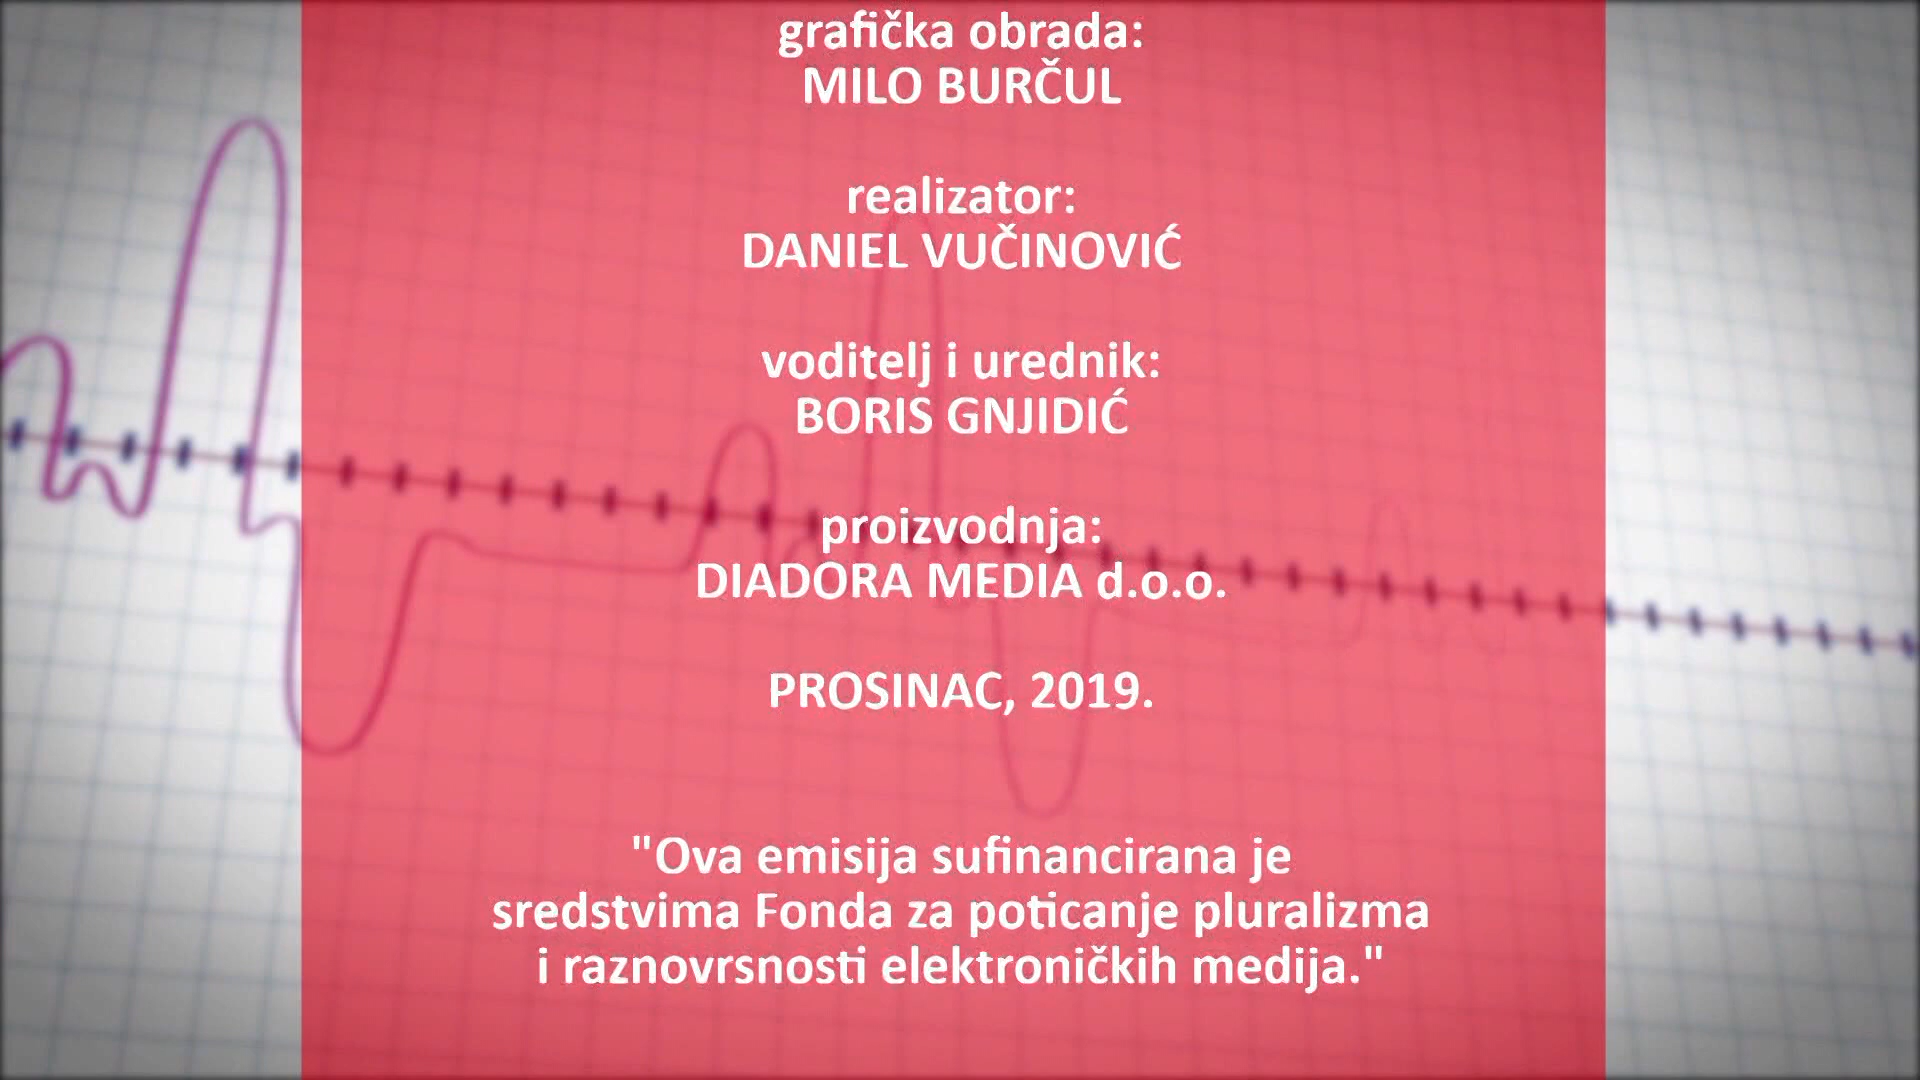 grafička obrada:
MILO BURČUL
realizator:
DANIEL VUČINOVIĆ
voditelj i urednik:
BORIS GNJIDIĆ
proizvodnja:
DIADORA MEDIA d.o.o.
PROSINAC, 2019.
"Ova emisija sufinancirana je
sredstvima Fonda za poticanje pluralizma
i raznovrsnosti elektroničkih medija."